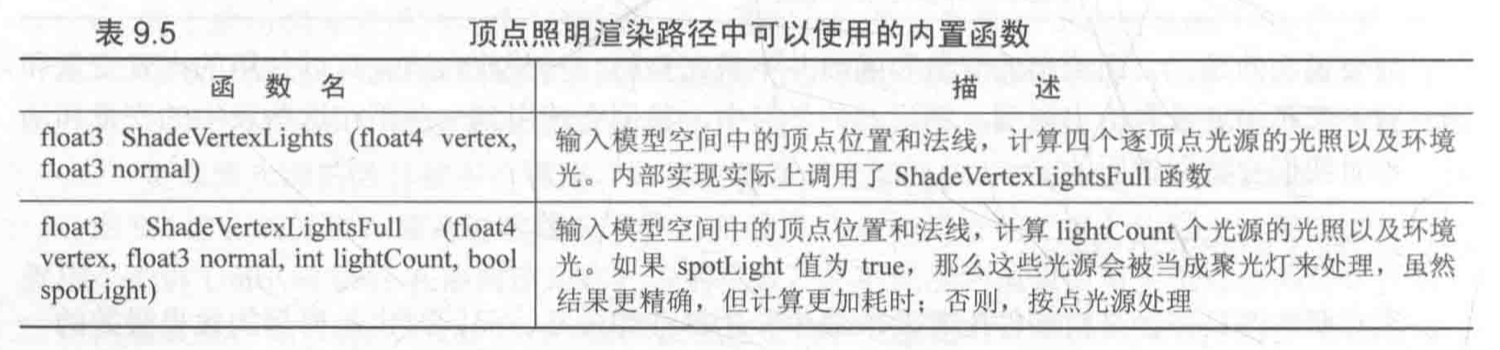 表 9.5 顶点照明渲染路径中可以使用的内置函数
函 数 名 描 述
float3 ShadeVertexLights (float4 vertex,
float3 normal)
输入模型空间中的顶点位置和法线，计算四个逐顶点光源的光照以及环境
光。内部实现实际上调用了 ShadeVertexLightsFull 函数
float3 ShadeVertexLightsFull (float4
vertex, float3 normal, int lightCount, bool
spotLight)
输入模型空间中的顶点位置和法线，计算 lightCount 个光源的光照以及环境
光。如果 spotLight 值为 true，那么这些光源会被当成聚光灯来处理，虽然
结果更精确，但计算更加耗时；否则，按点光源处理